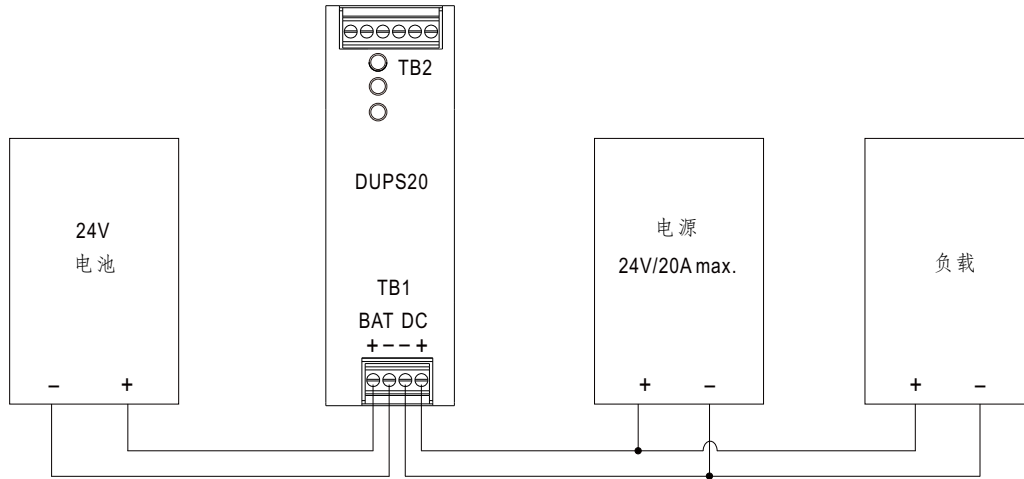 TB2
DUPS20
24V
电池
TB1
BAT DC
+ − − +
− +
电源
24V/20A max.
+ −
负载
+ −